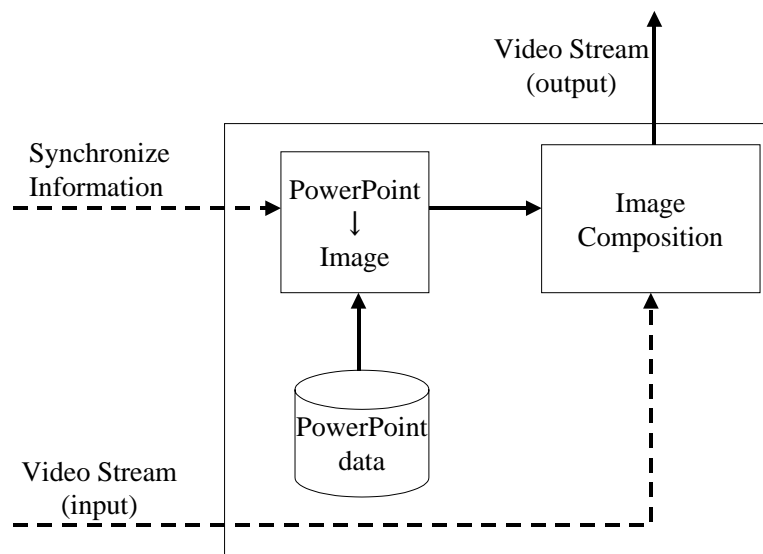 Video Stream
(output)
Synchronize
Information
PowerPoint
↓
Image
Image
Composition
PowerPoint
data
Video Stream
(input)